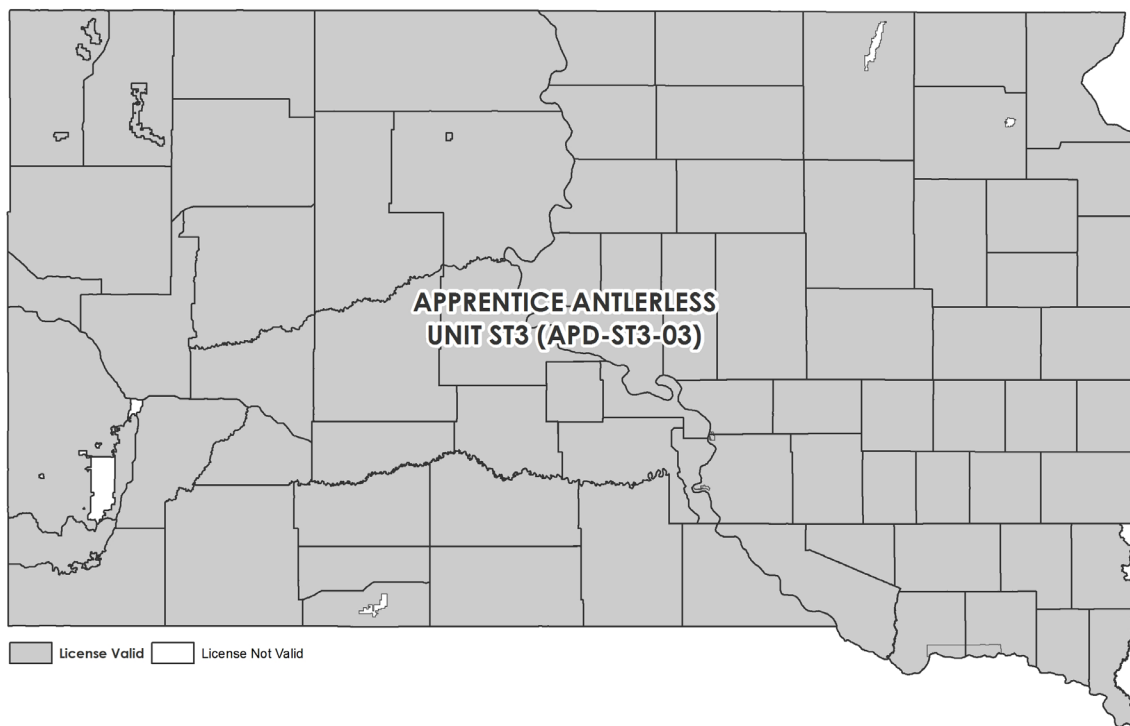 APPRENTICE ANTLERLESS
UNIT ST3 (APD-ST3-03)
License Valid
License Not Valid